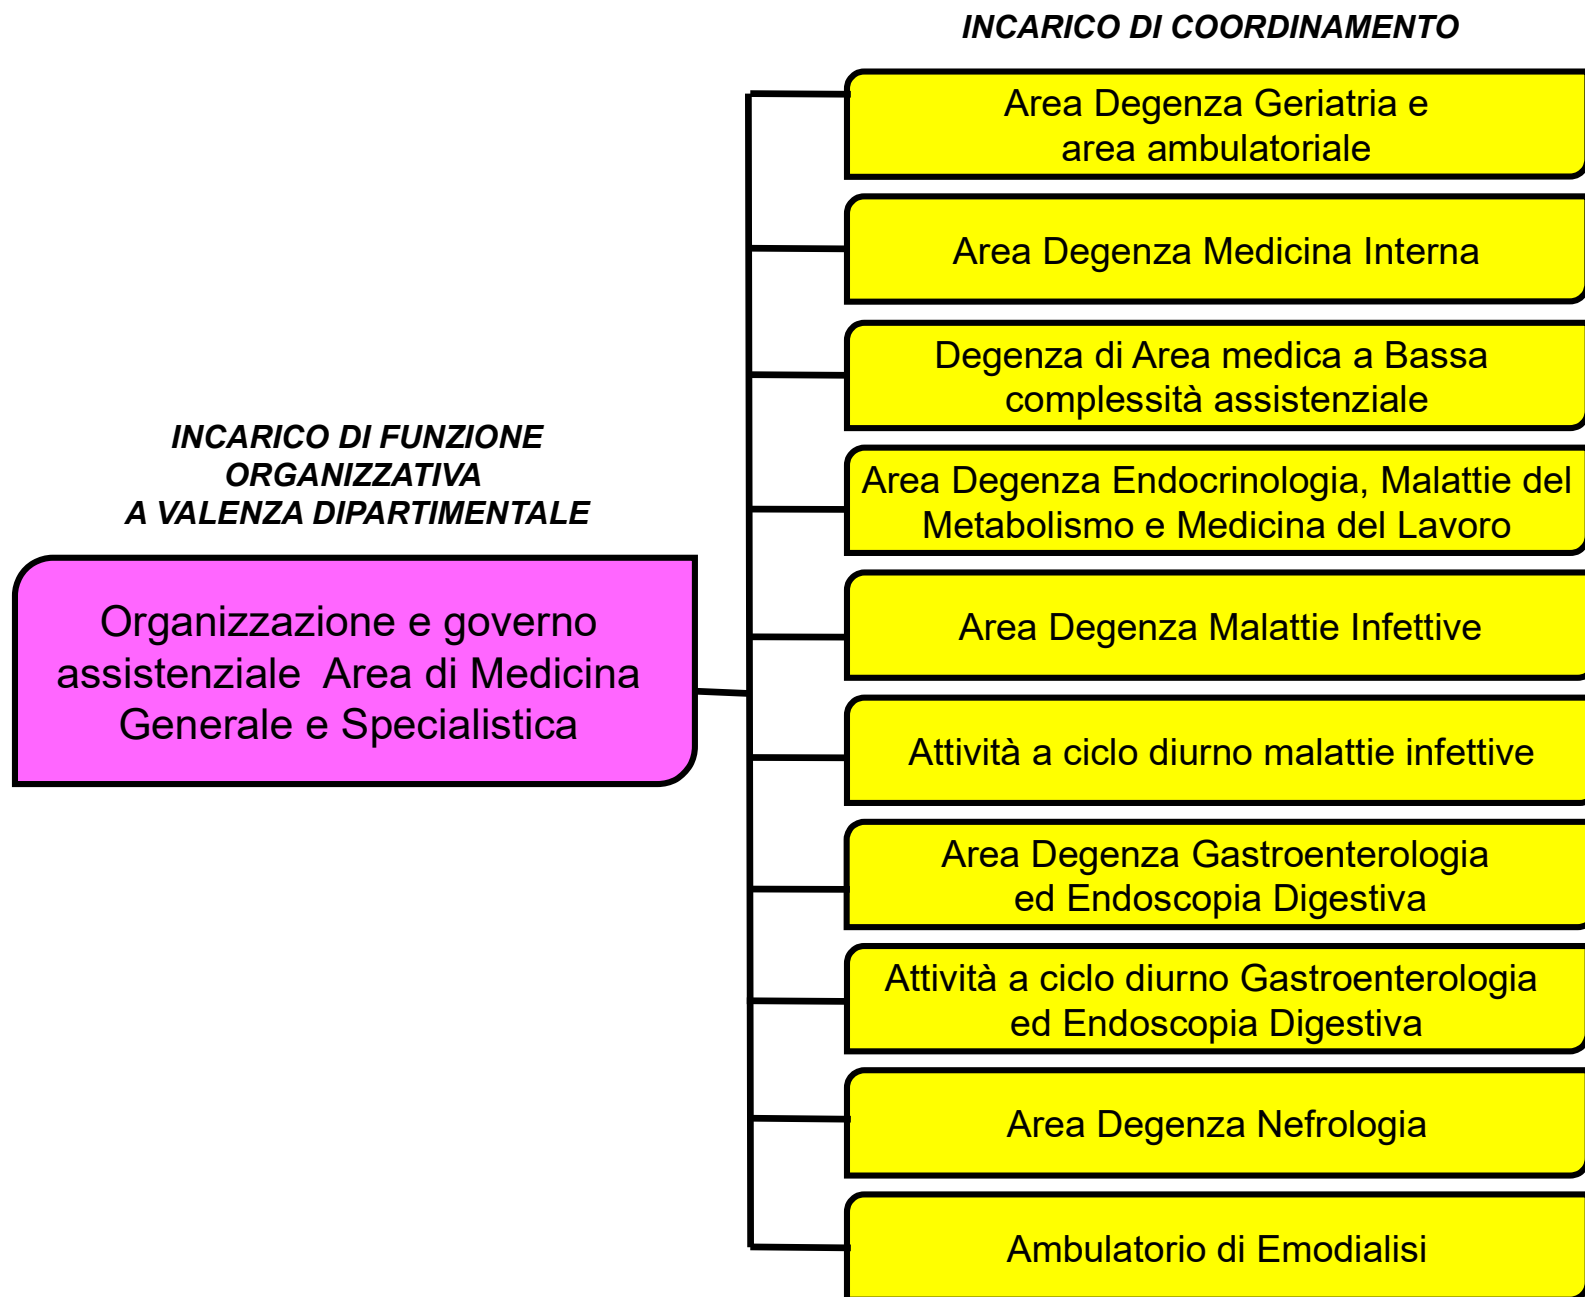 INCARICO DI COORDINAMENTO
Area Degenza Geriatria e
area ambulatoriale
Area Degenza Medicina Interna
Degenza di Area medica a Bassa
complessità assistenziale
Area Degenza Endocrinologia, Malattie del
Metabolismo e Medicina del Lavoro
Area Degenza Malattie Infettive
Attività a ciclo diurno malattie infettive
Area Degenza Gastroenterologia
ed Endoscopia Digestiva
Attività a ciclo diurno Gastroenterologia
ed Endoscopia Digestiva
Area Degenza Nefrologia
Ambulatorio di Emodialisi
INCARICO DI FUNZIONE
ORGANIZZATIVA
A VALENZA DIPARTIMENTALE
Organizzazione e governo
assistenziale  Area di Medicina
Generale e Specialistica